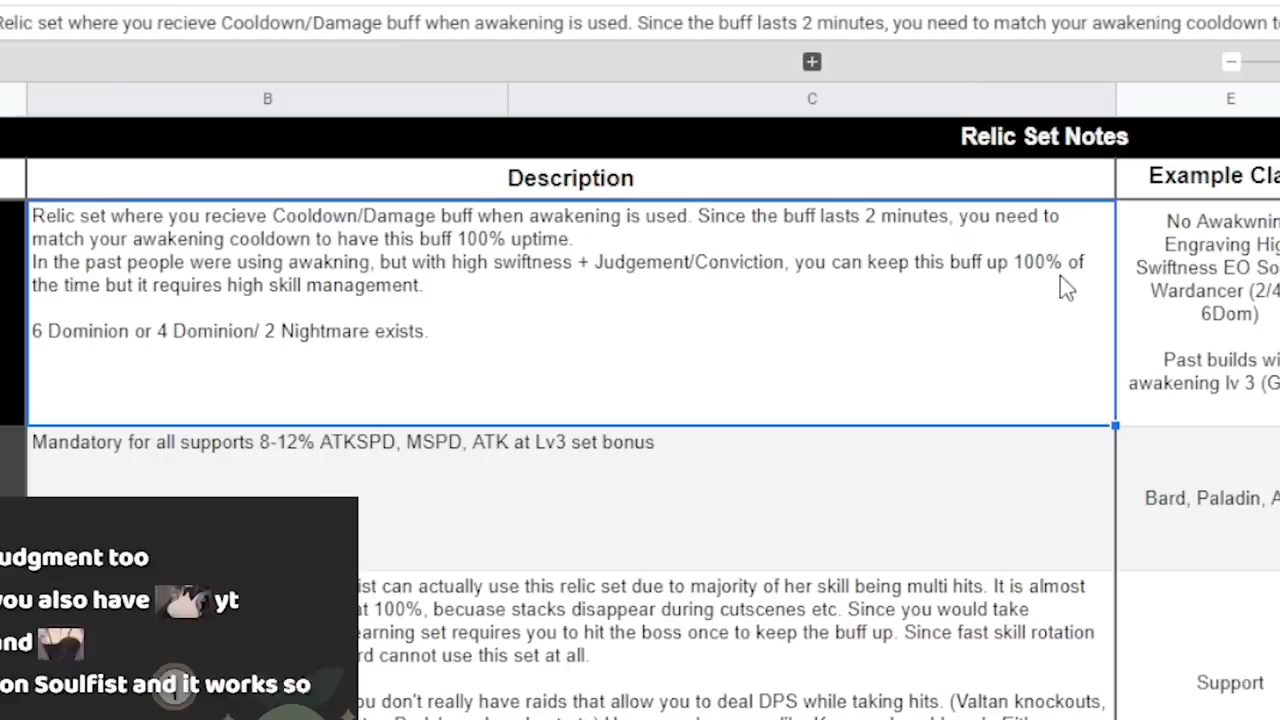 Relic set where you recieve Cooldown/Damage buff when awakening is used. Since the buff lasts 2 minutes, you need to match your awakening cooldown
B
C
E
Relic Set Notes
Description
Example Cla
Relic set where you recieve Cooldown/Damage buff when awakening is used. Since the buff lasts 2 minutes, you need to
match your awakening cooldown to have this buff 100% uptime.
In the past people were using awakning, but with high swiftness + Judgement/Conviction, you can keep this buff up 100% of
the time but it requires high skill management.
6 Dominion or 4 Dominion/ 2 Nightmare exists.
No Awakwnin
Engraving Hig
Swiftness EO So
Wardancer (2/4
6Dom)
Past builds wi
awakening lv 3 (G
Mandatory for all supports 8-12% ATKSPD, MSPD, ATK at Lv3 set bonus
Bard, Paladin, A
udgment too
you also have yt
and
on Soulfist and it works so
ist can actually use this relic set due to majority of her skill being multi hits. It is almost
at 100%, becuase stacks disappear during cutscenes etc. Since you would take
earning set requires you to hit the boss once to keep the buff up. Since fast skill rotation
rd cannot use this set at all.
ou don't really have raids that allow you to deal DPS while taking hits. (Valtan knockouts,
Support